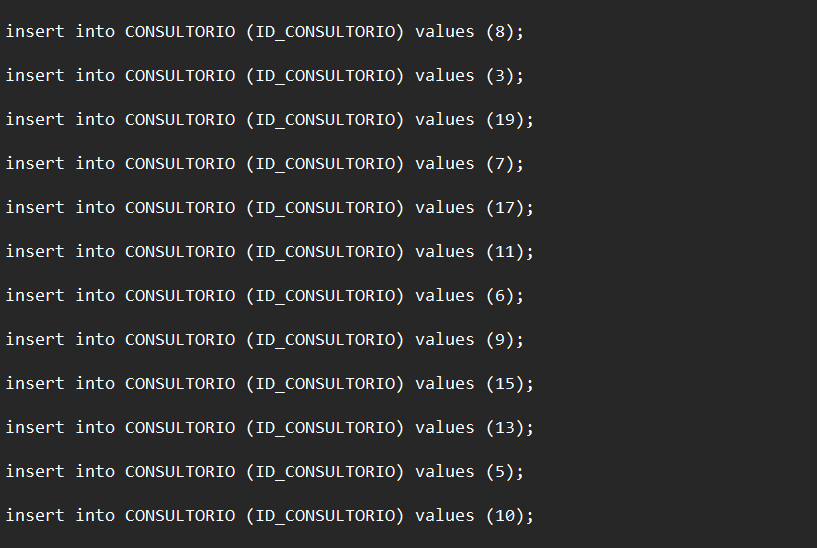 insert into CONSULTORIO (ID_CONSULTORIO) values (8);
insert into CONSULTORIO (ID_CONSULTORIO) values (3);
insert into CONSULTORIO (ID_CONSULTORIO) values (19);
insert into CONSULTORIO (ID_CONSULTORIO) values (7);
insert into CONSULTORIO (ID_CONSULTORIO) values (17);
insert into CONSULTORIO (ID_CONSULTORIO) values (11);
insert into CONSULTORIO (ID_CONSULTORIO) values (6);
insert into CONSULTORIO (ID_CONSULTORIO) values (9);
insert into CONSULTORIO (ID_CONSULTORIO) values (15);
insert into CONSULTORIO (ID_CONSULTORIO) values (13);
insert into CONSULTORIO (ID_CONSULTORIO) values (5);
insert into CONSULTORIO (ID_CONSULTORIO) values (10);